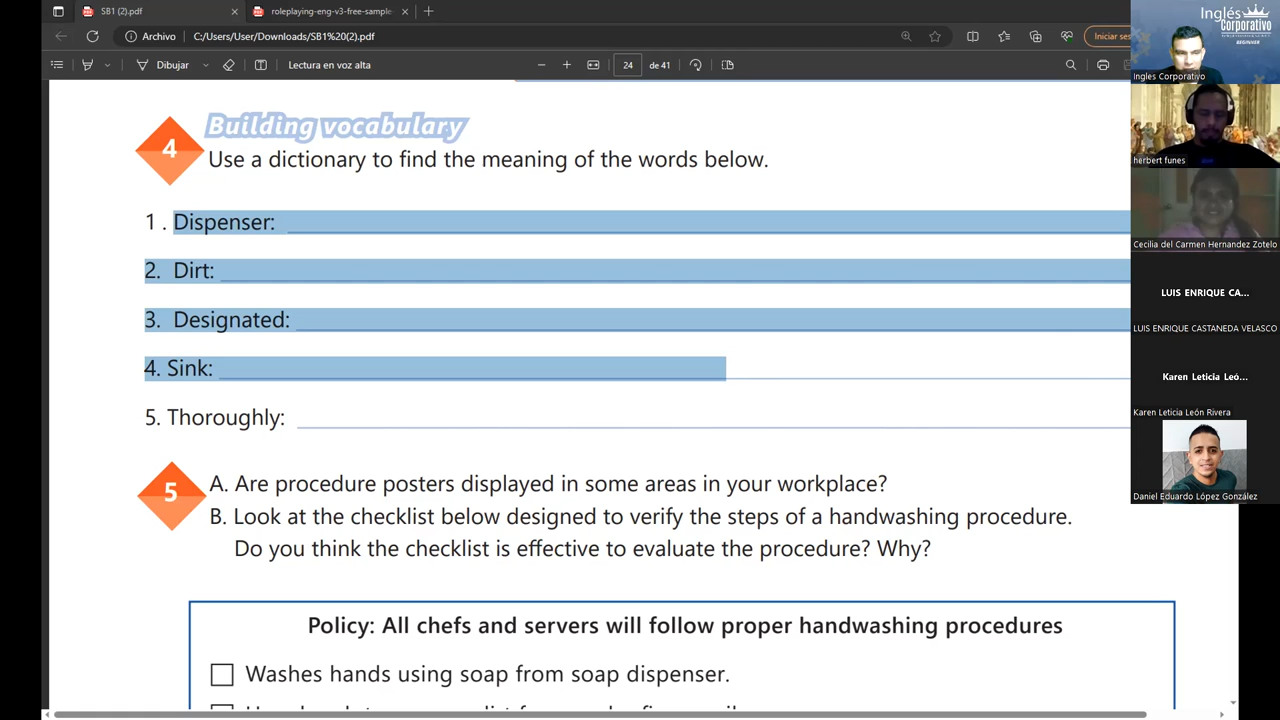 SB1 (2).pdf
roleplaying-eng-v3-free-sample
Archivo
C:/Users/User/Downloads/SB1%20(2).pdf
Iniciar ses
Dibujar
Lectura en voz alta
24
de 41
4
Building vocabulary
Use a dictionary to find the meaning of the words below.
1 . Dispenser:
2. Dirt:
3. Designated:
4. Sink:
5. Thoroughly:
5
A. Are procedure posters displayed in some areas in your workplace?
B. Look at the checklist below designed to verify the steps of a handwashing procedure.
Do you think the checklist is effective to evaluate the procedure? Why?
Policy: All chefs and servers will follow proper handwashing procedures
Washes hands using soap from soap dispenser.
Inglés
Corporativo
BEGINNER
Ingles Corporativo
herbert funes
Cecilia del Carmen Hernandez Zotelo
LUIS ENRIQUE CA...
LUIS ENRIQUE CASTANEDA VELASCO
Karen Leticia Leó...
Karen Leticia León Rivera
Daniel Eduardo López González